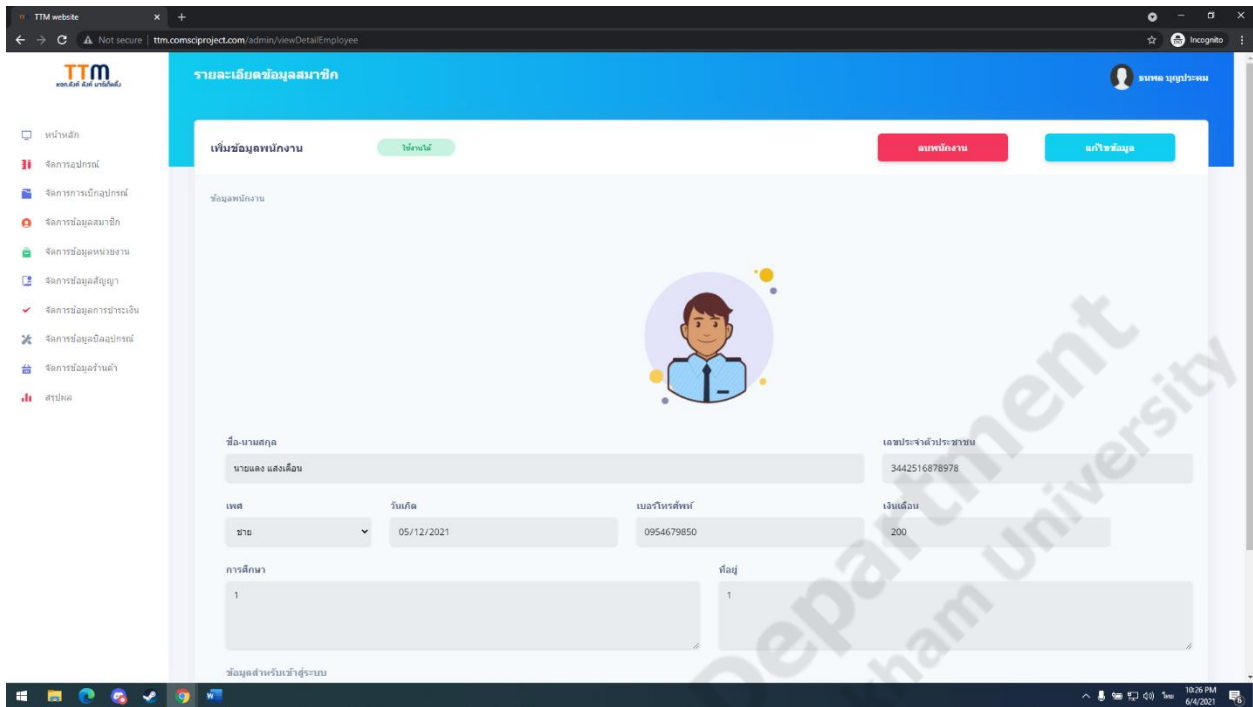 TTM website
Not secure | ttm.comsciproject.com/admin/viewDetailEmployee
Incognito
TTM
รายละเอียดข้อมูลสมาชิก
ธนพล บุญประคม
หน้าหลัก
จัดการอุปกรณ์
จัดการการเบิกอุปกรณ์
จัดการข้อมูลสมาชิก
จัดการข้อมูลหน่วยงาน
จัดการข้อมูลสัญญา
จัดการข้อมูลการชำระเงิน
จัดการข้อมูลบิลอุปกรณ์
จัดการข้อมูลร้านค้า
สรุปผล
เพิ่มข้อมูลพนักงาน
ใช้งานได้
ลบพนักงาน
แก้ไขข้อมูล
ข้อมูลพนักงาน
ชื่อ-นามสกุล
เลขประจำตัวประชาชน
นายแดง แสงเดือน
3442516878978
เพศ
วันเกิด
เบอร์โทรศัพท์
เงินเดือน
ชาย
05/12/2021
0954679850
200
การศึกษา
ที่อยู่
1
1
ข้อมูลสำหรับเข้าสู่ระบบ
Department
kham University
ไทย
10:26 PM
6/4/2021